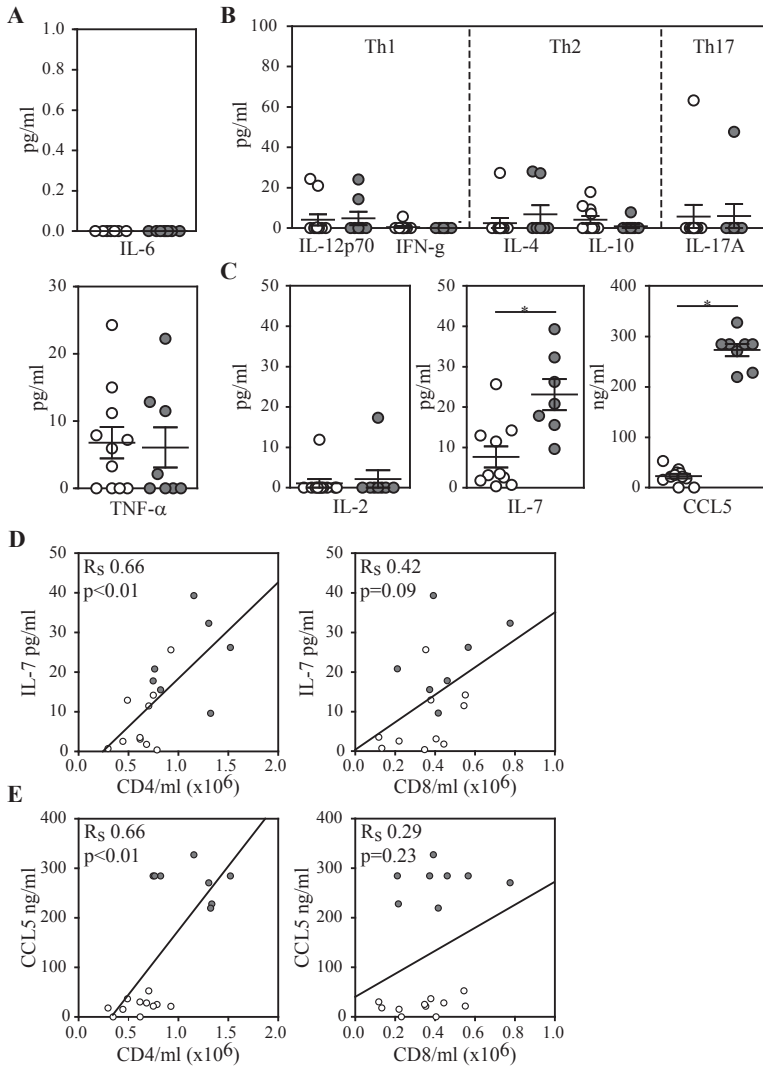 A
B
1.0
0.8
0.6
0.4
0.2
0.0
pg/ml
IL-6
100
80
60
40
20
0
pg/ml
Th1
Th2
Th17
IL-12p70
IFN-g
IL-4
IL-10
IL-17A
30
20
10
0
pg/ml
TNF-α
C
50
40
30
20
10
0
pg/ml
IL-2
50
40
30
20
10
0
pg/ml
*
IL-7
400
300
200
100
0
ng/ml
*
CCL5
D
50
40
30
20
10
0
IL-7 pg/ml
Rs 0.66
p<0.01
0.0 0.5 1.0 1.5 2.0
CD4/ml (x10⁶)
50
40
30
20
10
0
IL-7 pg/ml
Rs 0.42
p=0.09
0.0 0.2 0.4 0.6 0.8 1.0
CD8/ml (x10⁶)
E
400
300
200
100
0
CCL5 ng/ml
Rs 0.66
p<0.01
0.0 0.5 1.0 1.5 2.0
CD4/ml (x10⁶)
400
300
200
100
0
CCL5 ng/ml
Rs 0.29
p=0.23
0.0 0.2 0.4 0.6 0.8 1.0
CD8/ml (x10⁶)